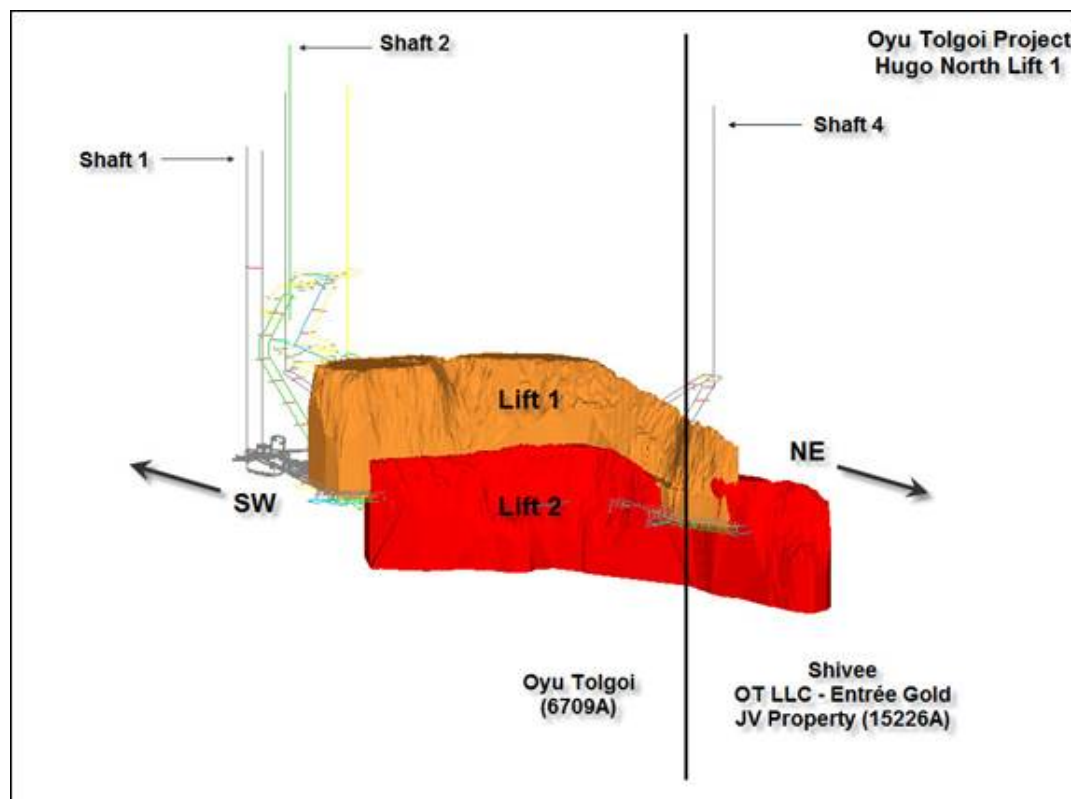 Oyu Tolgoi Project
Hugo North Lift 1
Shaft 2
Shaft 4
Shaft 1
Lift 1
NE
SW
Lift 2
Oyu Tolgoi
(6709A)
Shivee
OT LLC - Entrée Gold
JV Property (15226A)